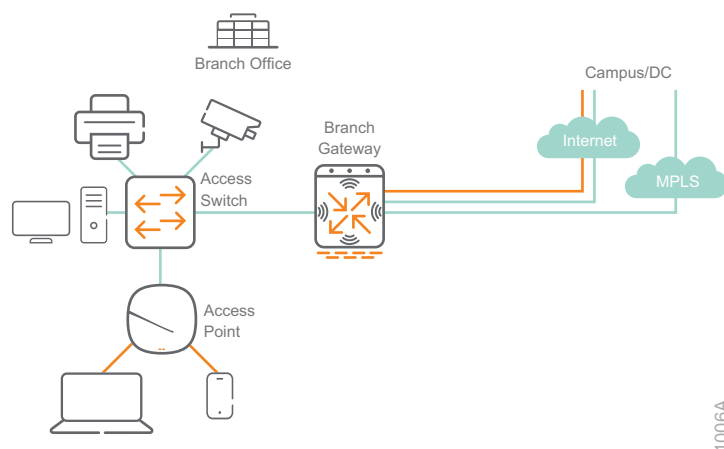 Branch Office
Campus/DC
Branch
Gateway
Internet
Access
Switch
MPLS
Access
Point
1006A